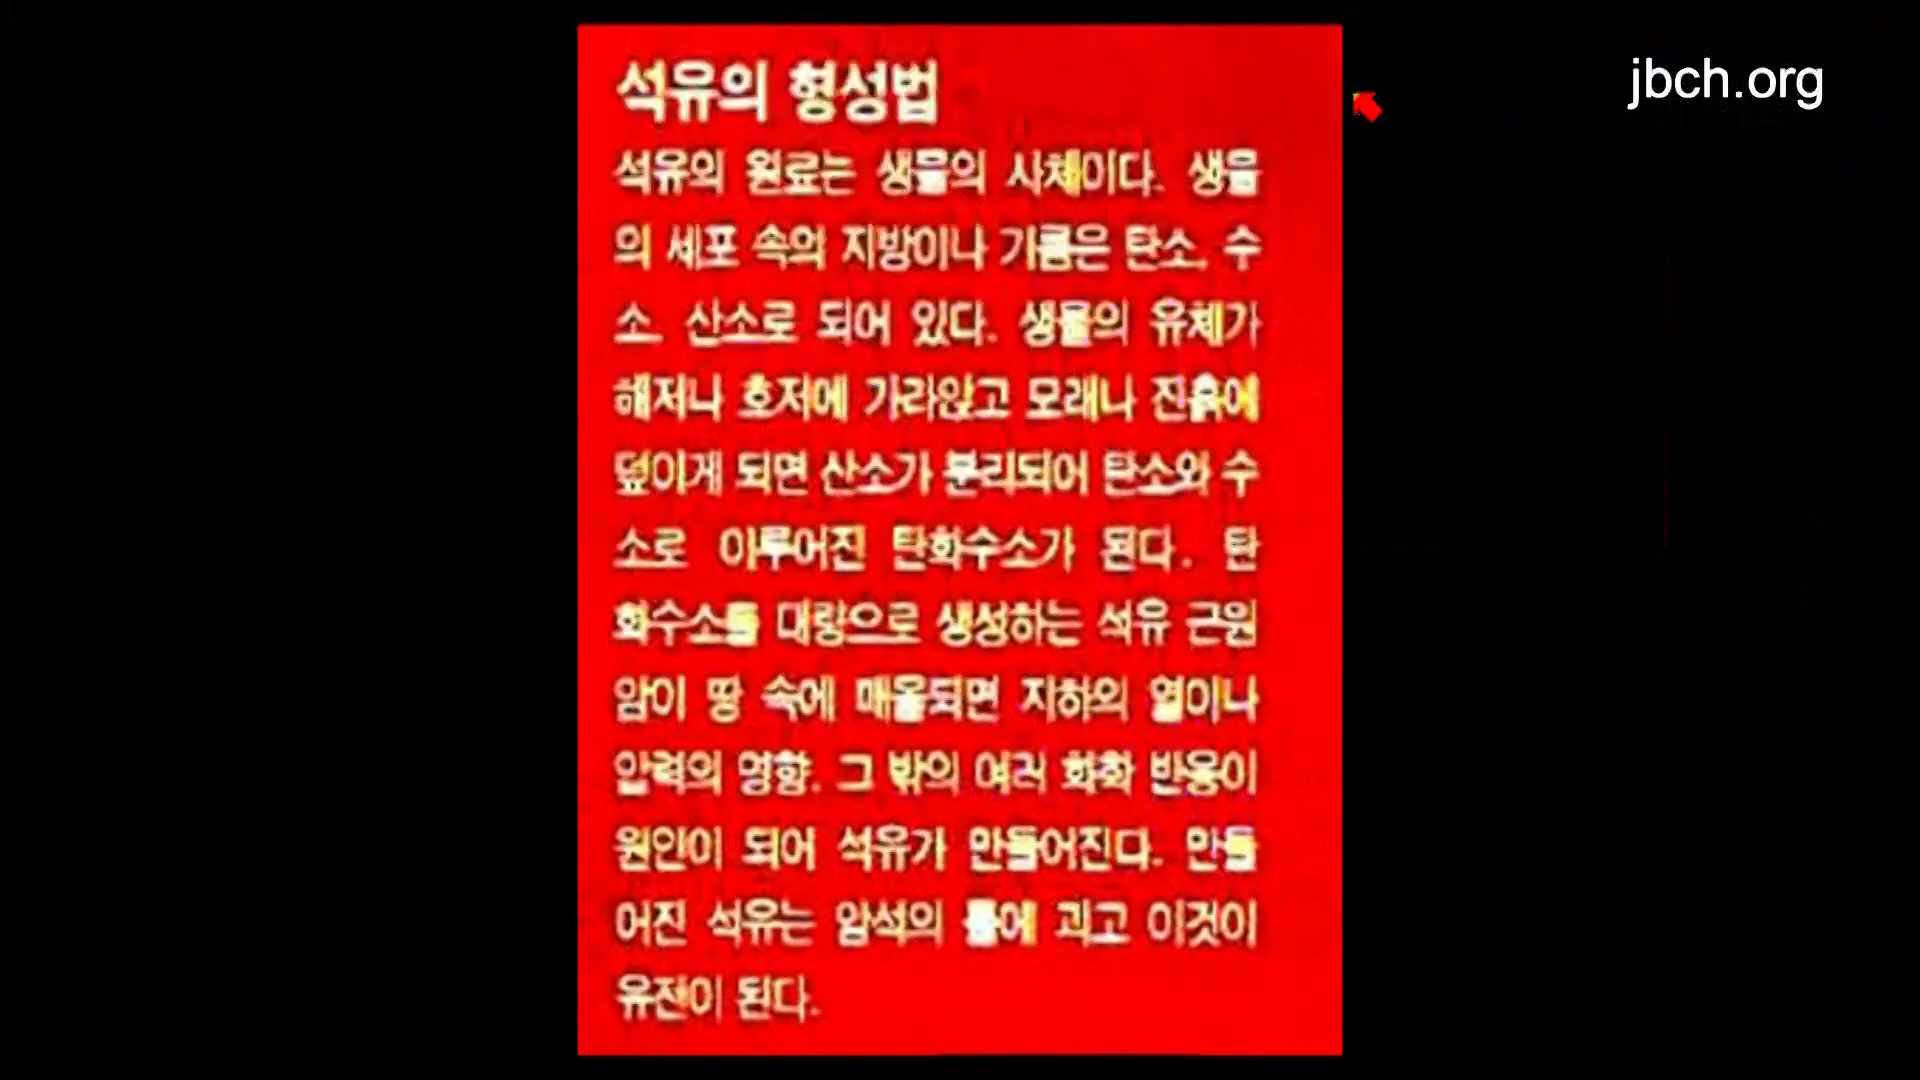 석유의 형성법
석유의 원료는 생물의 사체이다. 생물
의 세포 속의 지방이나 기름은 탄소, 수
소, 산소로 되어 있다. 생물의 유체가
해저나 호저에 가라앉고 모래나 진흙에
덮이게 되면 산소가 분리되어 탄소와 수
소로 이루어진 탄화수소가 된다. 탄
화수소를 대량으로 생성하는 석유 근원
암이 땅 속에 매몰되면 지하의 열이나
압력의 영향, 그 밖의 여러 화학 반응이
원인이 되어 석유가 만들어진다. 만들
어진 석유는 암석의 틈에 괴고 이것이
유전이 된다.
jbch.org